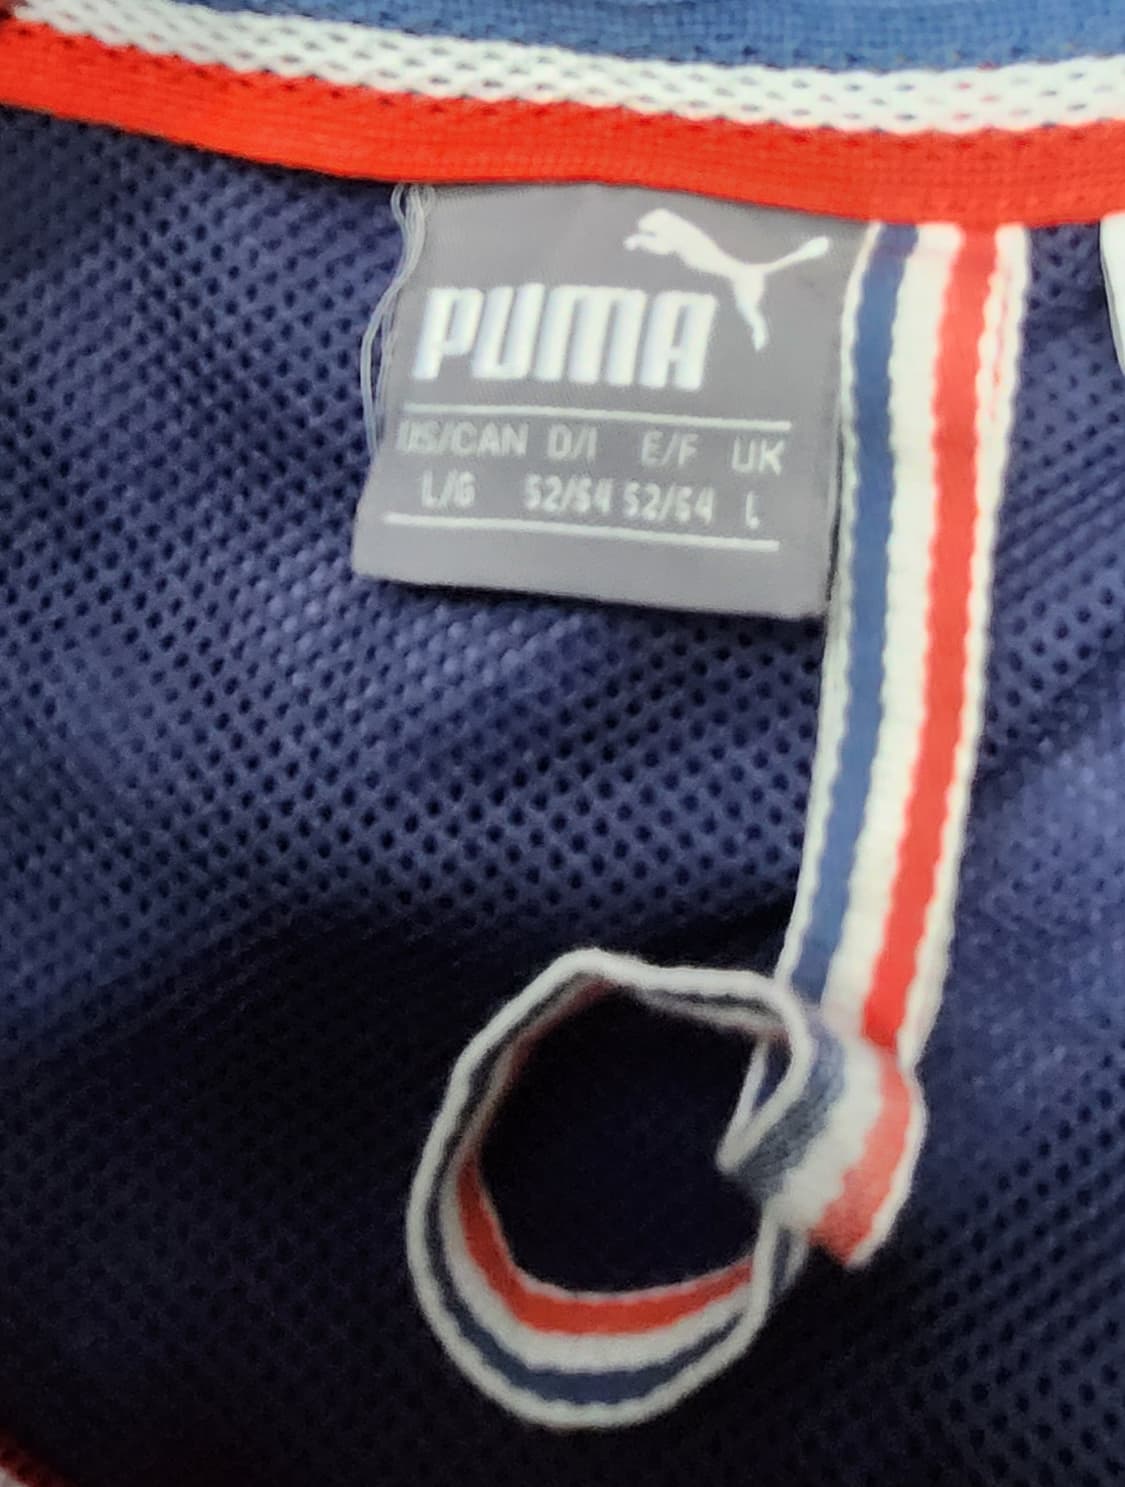 PUMA
US/CAN D/I E/F UK
L/G 52/54 52/54 L